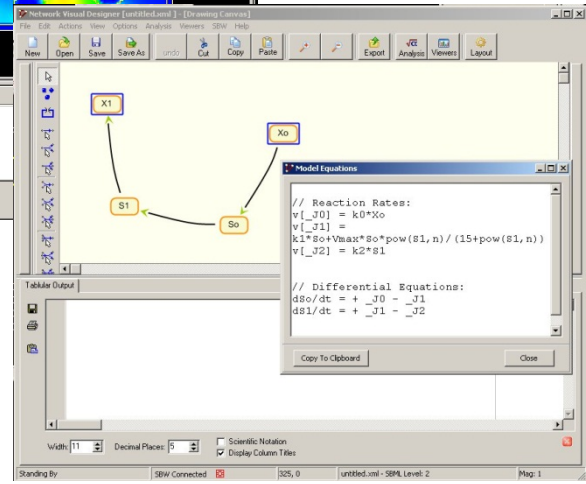 Network Visual Designer [untitled.xml] - [Drawing Canvas]
File Edit Actions View Options Analysis Viewers SBW Help
New Open Save Save As undo Cut Copy Paste Export Analysis Viewers Layout
X1
Xo
S1
So
Model Equations
// Reaction Rates:
v[_J0] = k0*Xo
v[_J1] =
k1*So+Vmax*So*pow(S1,n)/(15+pow(S1,n))
v[_J2] = k2*S1
// Differential Equations:
dSo/dt = + _J0 - _J1
dS1/dt = + _J1 - _J2
Copy To Clipboard Close
Tablular Output
Width: 11 Decimal Places: 5 Scientific Notation
Display Column Titles
Standing By SBW Connected 325, 0 untitled.xml - SBML Level: 2 Mag: 1